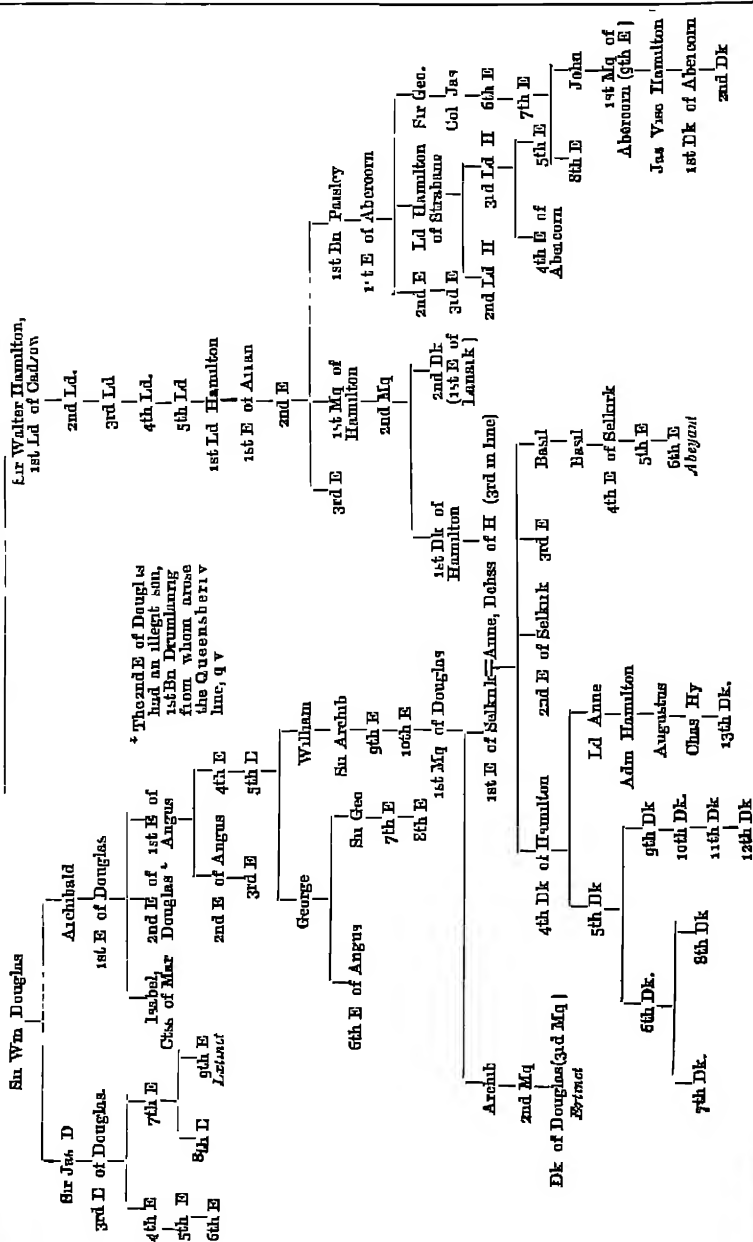 Sir Wm Douglas
Sir Jas D
Archibald
3rd E of Douglas.
1st E of Douglas
4th E
5th E
6th E
7th E
8th E
9th E
Extinct
Isabel,
Ctss. of Mar
2nd E of
Douglas *
1st E of
Angus
* The 2nd E of Douglas
had an illegit son,
1st Bn Drumlanrig
from whom arose
the Queensberry
line, q v
2nd E of Angus
3rd E
4th E
5th E
George
William
6th E of Angus
Sir Geo
7th E
8th E
Sir Archib
9th E
10th E
1st Mq of Douglas
Archib
2nd Mq
Dk of Douglas (3rd Mq)
Extinct
1st E of Selkirk=Anne, Dchss of H (3rd in line)
4th Dk of Hamilton
2nd E of Selkirk
3rd E
Basil
Basil
4th E of Selkirk
5th E
6th E
Abeyant
5th Dk
Ld Anne
Adm Hamilton
Augustus
Chas Hy
13th Dk.
6th Dk.
7th Dk.
8th Dk
9th Dk
10th Dk.
11th Dk
12th Dk
Sir Walter Hamilton,
1st Ld of Cadzow
2nd Ld.
3rd Ld
4th Ld.
5th Ld
1st Ld Hamilton
1st E of Arran
2nd E
3rd E
1st Mq of
Hamilton
2nd Mq
1st Dk of
Hamilton
2nd Dk
(1st E of
Lanark)
1st Bn Paisley
1st E of Abercorn
2nd E
3rd E
Ld Hamilton
of Strabane
2nd Ld H
3rd Ld H
4th E of
Abercorn
5th E
Sir Geo.
Col Jas
6th E
7th E
8th E
John
1st Mq of
Abercorn (9th E)
Jas Visc Hamilton
1st Dk of Abercorn
2nd Dk